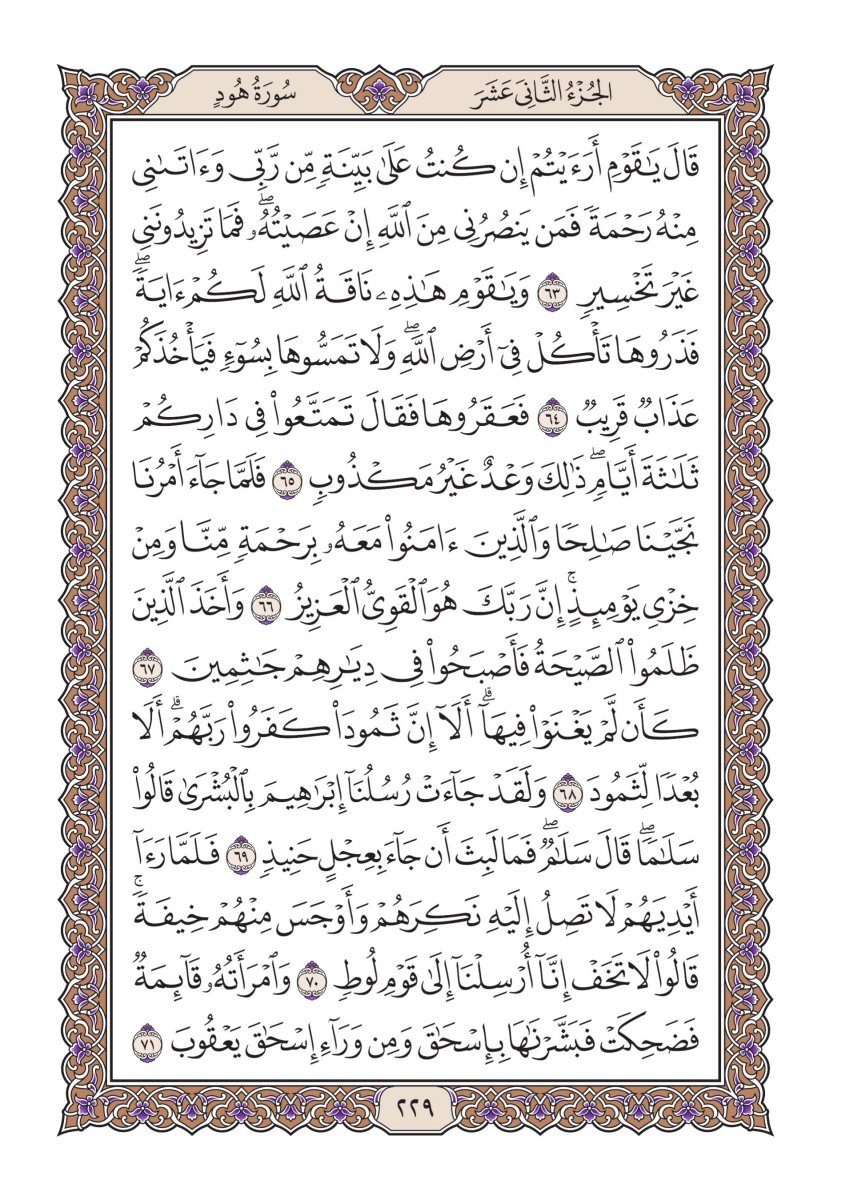 الجُزْءُ الثَّانِيَ عَشَرَ
سُورَةُ هُودٍ
قَالَ يَٰقَوْمِ أَرَءَيْتُمْ إِن كُنتُ عَلَىٰ بَيِّنَةٍ مِّن رَّبِّي وَءَاتَىٰنِي
مِنْهُ رَحْمَةً فَمَن يَنصُرُنِي مِنَ ٱللَّهِ إِنْ عَصَيْتُهُۥۖ فَمَا تَزِيدُونَنِي
غَيْرَ تَخْسِيرٍ ٦٣ وَيَٰقَوْمِ هَٰذِهِۦ نَاقَةُ ٱللَّهِ لَكُمْ ءَايَةًۖ
فَذَرُوهَا تَأْكُلْ فِيٓ أَرْضِ ٱللَّهِۖ وَلَا تَمَسُّوهَا بِسُوٓءٍ فَيَأْخُذَكُمْ
عَذَابٌ قَرِيبٌ ٦٤ فَعَقَرُوهَا فَقَالَ تَمَتَّعُوا۟ فِي دَارِكُمْ
ثَلَٰثَةَ أَيَّامٍۖ ذَٰلِكَ وَعْدٌ غَيْرُ مَكْذُوبٍ ٦٥ فَلَمَّا جَآءَ أَمْرُنَا
نَجَّيْنَا صَٰلِحًا وَٱلَّذِينَ ءَامَنُوا۟ مَعَهُۥ بِرَحْمَةٍ مِّنَّا وَمِنْ
خِزْيِ يَوْمِئِذٍۚ إِنَّ رَبَّكَ هُوَ ٱلْقَوِيُّ ٱلْعَزِيزُ ٦٦ وَأَخَذَ ٱلَّذِينَ
ظَلَمُوا۟ ٱلصَّيْحَةُ فَأَصْبَحُوا۟ فِي دِيَٰرِهِمْ جَٰثِمِينَ ٦٧
كَأَن لَّمْ يَغْنَوْا۟ فِيهَآۗ أَلَآ إِنَّ ثَمُودَا۟ كَفَرُوا۟ رَبَّهُمْۗ أَلَا
بُعْدًا لِّثَمُودَ ٦٨ وَلَقَدْ جَآءَتْ رُسُلُنَآ إِبْرَٰهِيمَ بِٱلْبُشْرَىٰ قَالُوا۟
سَلَٰمًاۖ قَالَ سَلَٰمٌۖ فَمَا لَبِثَ أَن جَآءَ بِعِجْلٍ حَنِيذٍ ٦٩ فَلَمَّا رَءَآ
أَيْدِيَهُمْ لَا تَصِلُ إِلَيْهِ نَكِرَهُمْ وَأَوْجَسَ مِنْهُمْ خِيفَةًۚ
قَالُوا۟ لَا تَخَفْ إِنَّآ أُرْسِلْنَآ إِلَىٰ قَوْمِ لُوطٍ ٧٠ وَٱمْرَأَتُهُۥ قَآئِمَةٌ
فَضَحِكَتْ فَبَشَّرْنَٰهَا بِإِسْحَٰقَ وَمِن وَرَآءِ إِسْحَٰقَ يَعْقُوبَ ٧١
٢٢٩